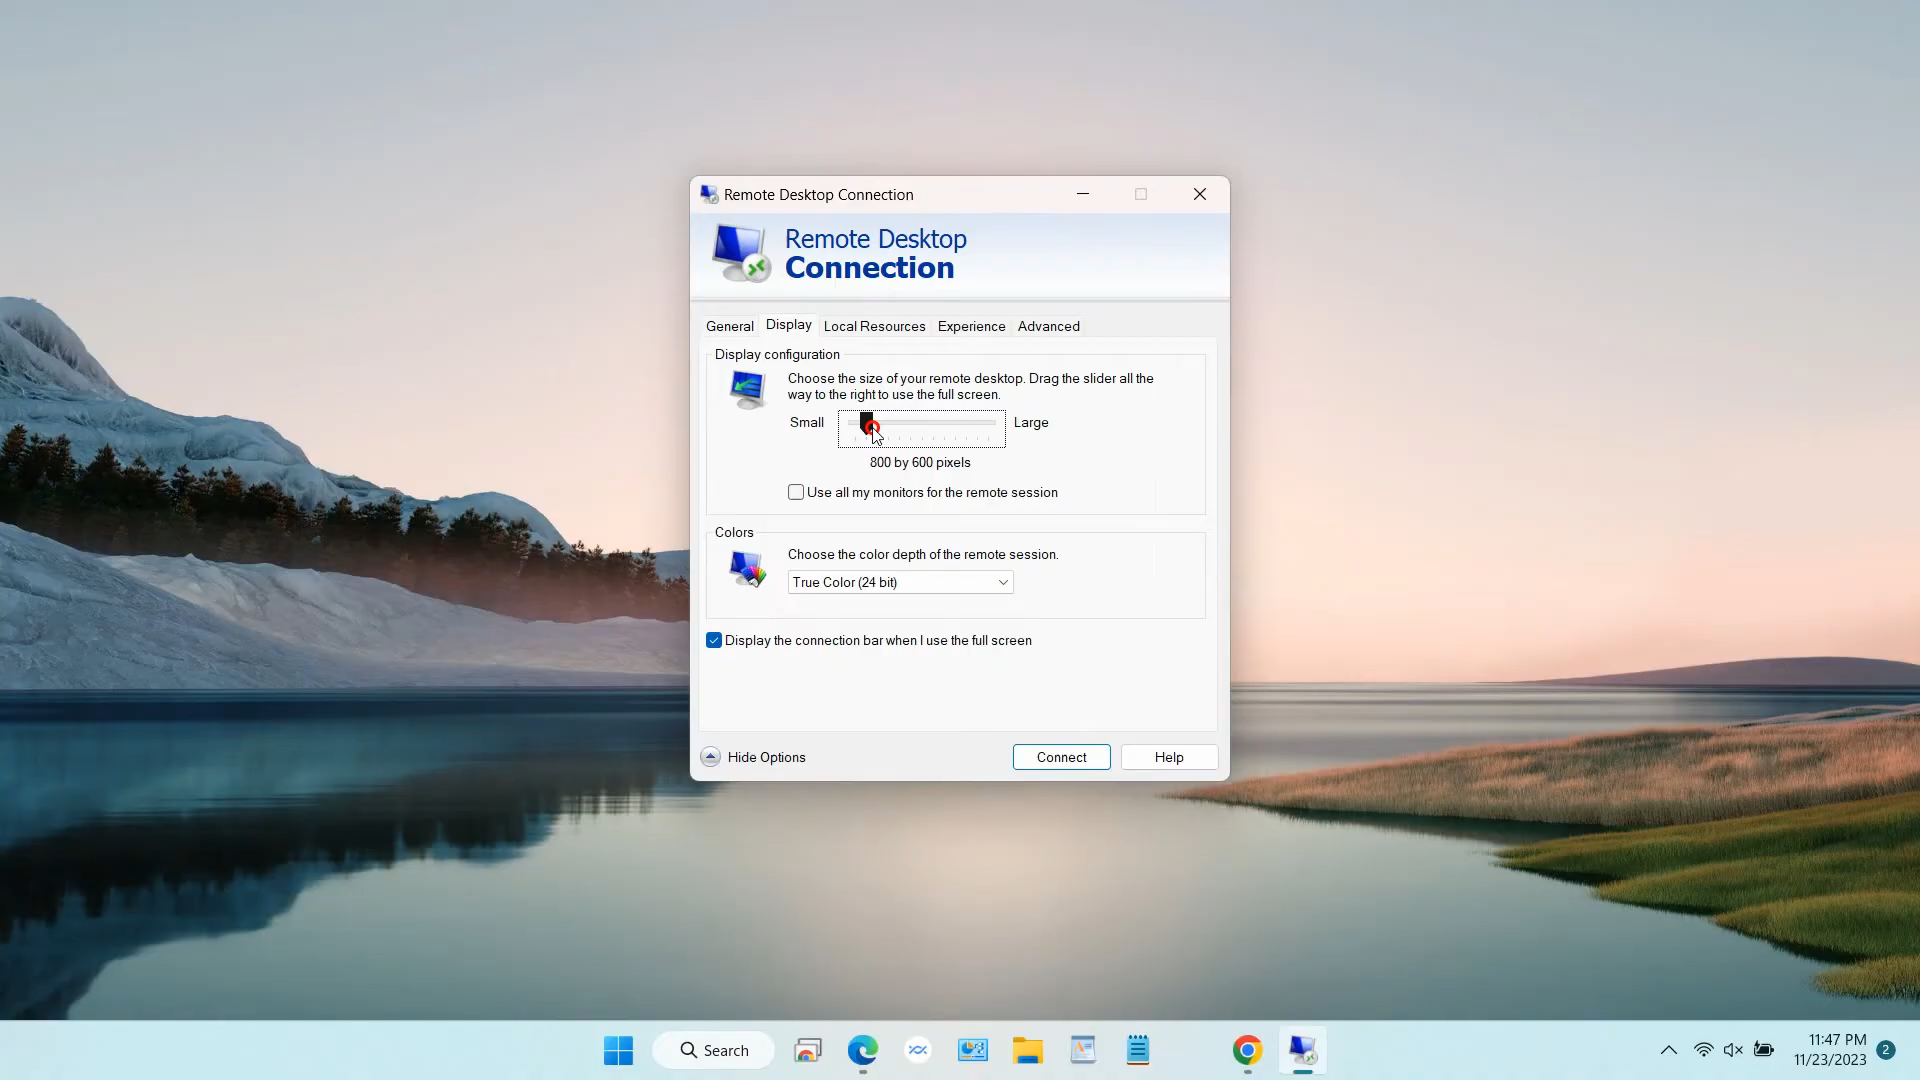 Remote Desktop Connection
Remote Desktop
Connection
General Display Local Resources Experience Advanced
Display configuration
Choose the size of your remote desktop. Drag the slider all the
way to the right to use the full screen.
Small Large
800 by 600 pixels
Use all my monitors for the remote session
Colors
Choose the color depth of the remote session.
True Color (24 bit)
Display the connection bar when I use the full screen
Hide Options Connect Help
Search
11:47 PM
11/23/2023
2